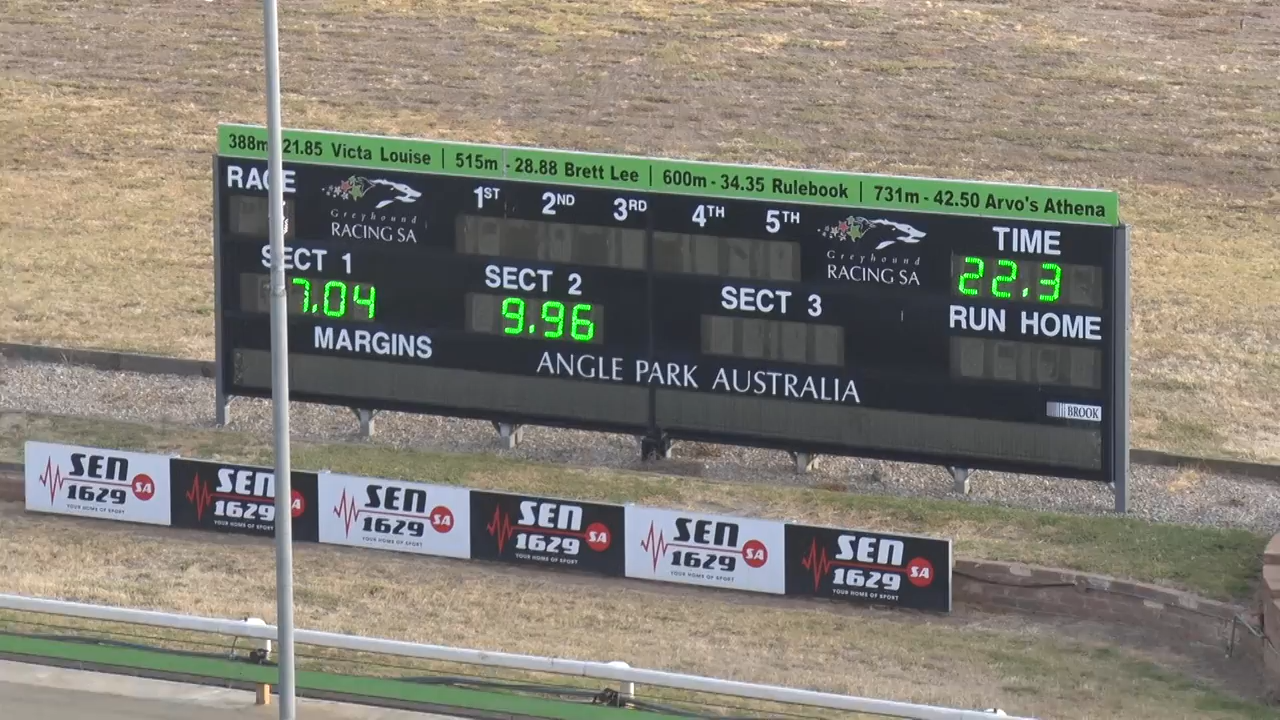 388m - 21.85 Victa Louise | 515m - 28.88 Brett Lee | 600m - 34.35 Rulebook | 731m - 42.50 Arvo's Athena
RACE
Greyhound
RACING SA
1ST 2ND 3RD 4TH 5TH
Greyhound
RACING SA
TIME
22.3
SECT 1
7.04
SECT 2
9.96
SECT 3
RUN HOME
MARGINS
ANGLE PARK AUSTRALIA
BROOK
SEN
1629 SA
YOUR HOME OF SPORT
SEN
1629 SA
YOUR HOME OF SPORT
SEN
1629 SA
YOUR HOME OF SPORT
SEN
1629 SA
YOUR HOME OF SPORT
SEN
1629 SA
YOUR HOME OF SPORT
SEN
1629 SA
YOUR HOME OF SPORT